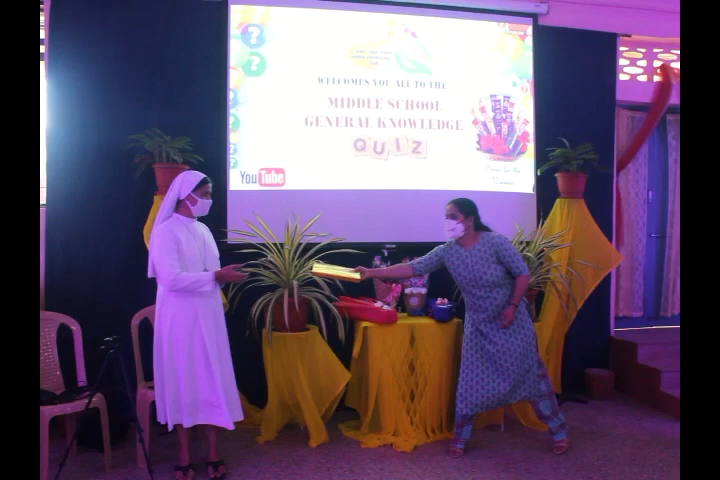 WELCOMES YOU ALL TO THE
MIDDLE SCHOOL
GENERAL KNOWLEDGE
QUIZ
YouTube